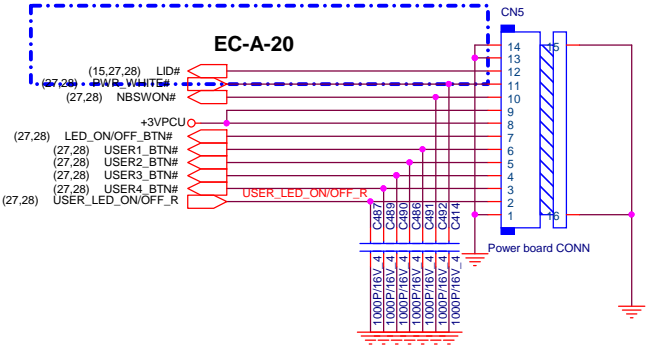 CN5
EC-A-20
14
15
13
(15,27,28) LID#
12
(27,28) PWR_WHITE#
11
(27,28) NBSWON#
10
9
+3VPCU
8
(27,28) LED_ON/OFF_BTN#
7
(27,28) USER1_BTN#
6
(27,28) USER2_BTN#
5
(27,28) USER3_BTN#
4
(27,28) USER4_BTN#
3
(27,28) USER_LED_ON/OFF_R
USER_LED_ON/OFF_R
2
1
16
Power board CONN
C487
C489
C490
C486
C491
C492
C414
1000P/16V_4
1000P/16V_4
1000P/16V_4
1000P/16V_4
1000P/16V_4
1000P/16V_4
1000P/16V_4